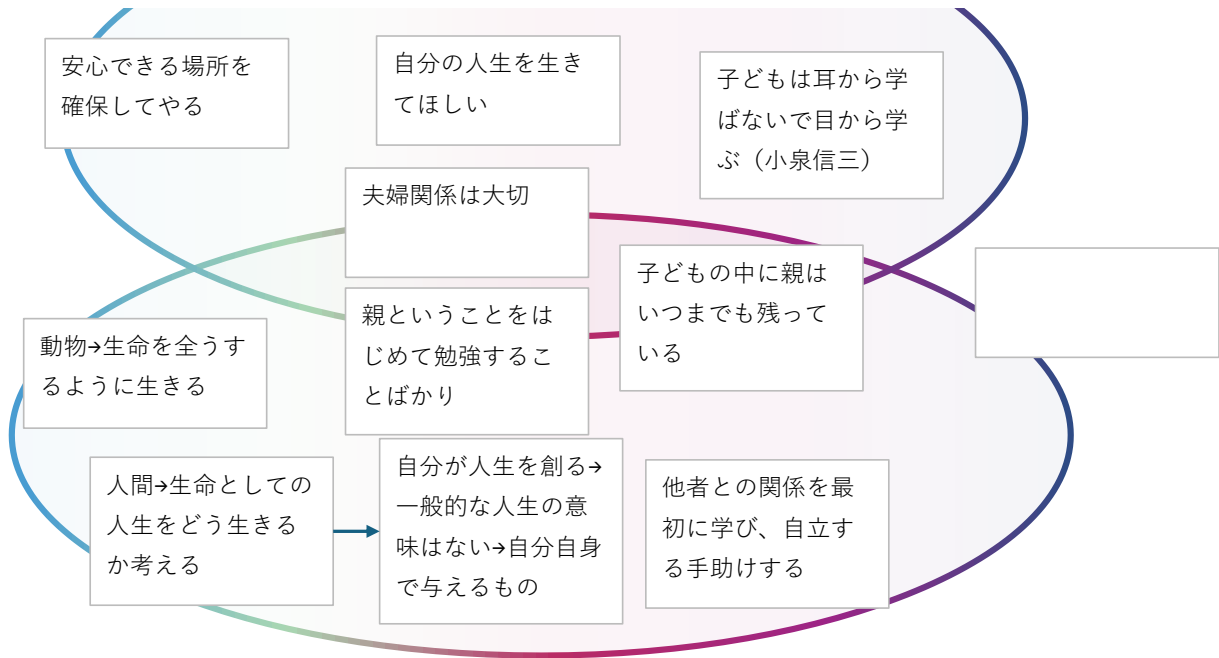 安心できる場所を
確保してやる
自分の人生を生き
てほしい
子どもは耳から学
ばないで目から学
ぶ（小泉信三）
夫婦関係は大切
子どもの中に親は
いつまでも残って
いる
親ということをは
じめて勉強するこ
とばかり
動物→生命を全うす
るように生きる
人間→生命としての
人生をどう生きる
か考える
自分が人生を創る→
一般的な人生の意
味はない→自分自身
で与えるもの
他者との関係を最
初に学び、自立す
る手助けする